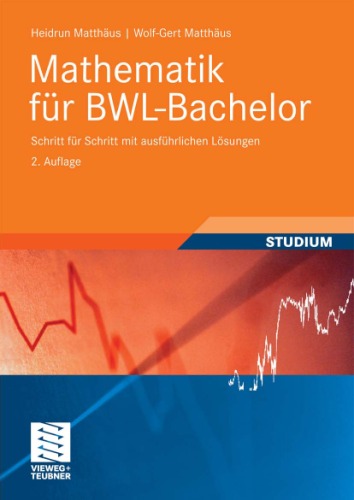 Heidrun Matthäus | Wolf-Gert Matthäus
Mathematik
für BWL-Bachelor
Schritt für Schritt mit ausführlichen Lösungen
2. Auflage
STUDIUM
VIEWEG+
TEUBNER